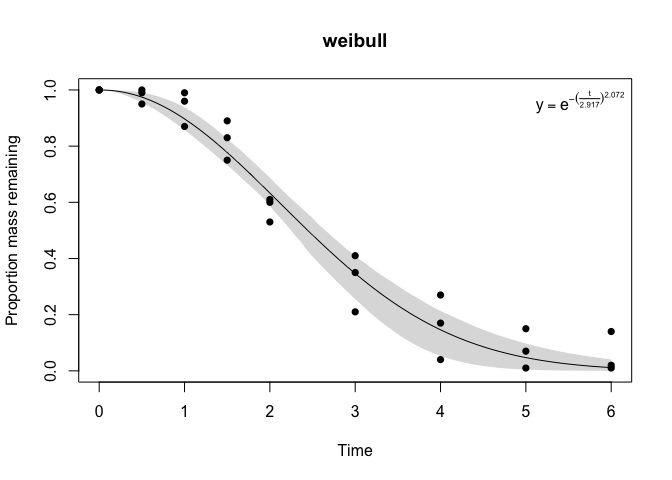 weibull
y = e^−(t/2.917)^2.072
Proportion mass remaining
1.0
0.8
0.6
0.4
0.2
0.0
0 1 2 3 4 5 6
Time